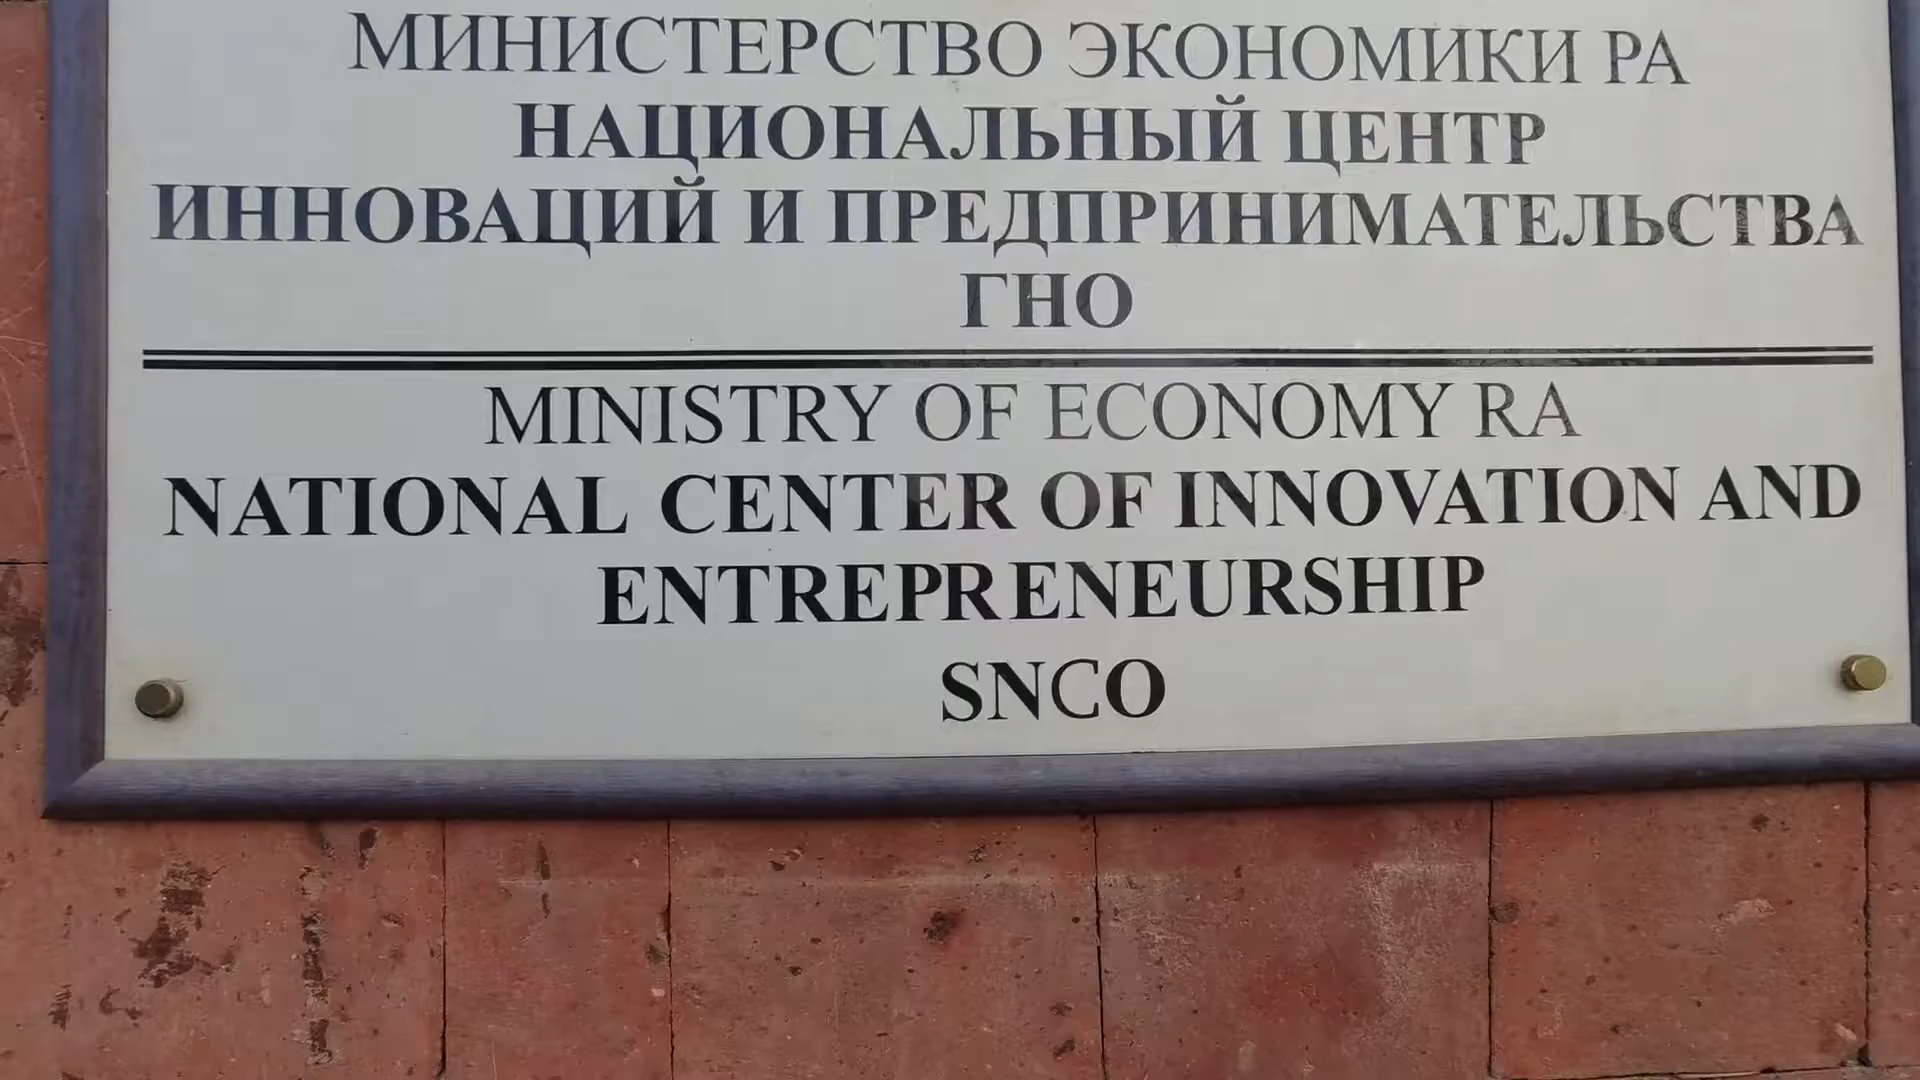 МИНИСТЕРСТВО ЭКОНОМИКИ РА
НАЦИОНАЛЬНЫЙ ЦЕНТР
ИННОВАЦИЙ И ПРЕДПРИНИМАТЕЛЬСТВА
ГНО
MINISTRY OF ECONOMY RA
NATIONAL CENTER OF INNOVATION AND
ENTREPRENEURSHIP
SNCO